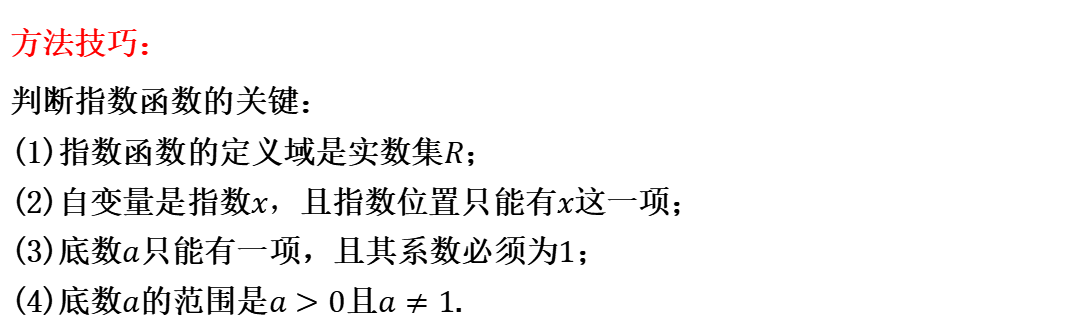 方法技巧：
判断指数函数的关键：
(1)指数函数的定义域是实数集R；
(2)自变量是指数x，且指数位置只能有x这一项；
(3)底数a只能有一项，且其系数必须为1；
(4)底数a的范围是a > 0且a ≠ 1.